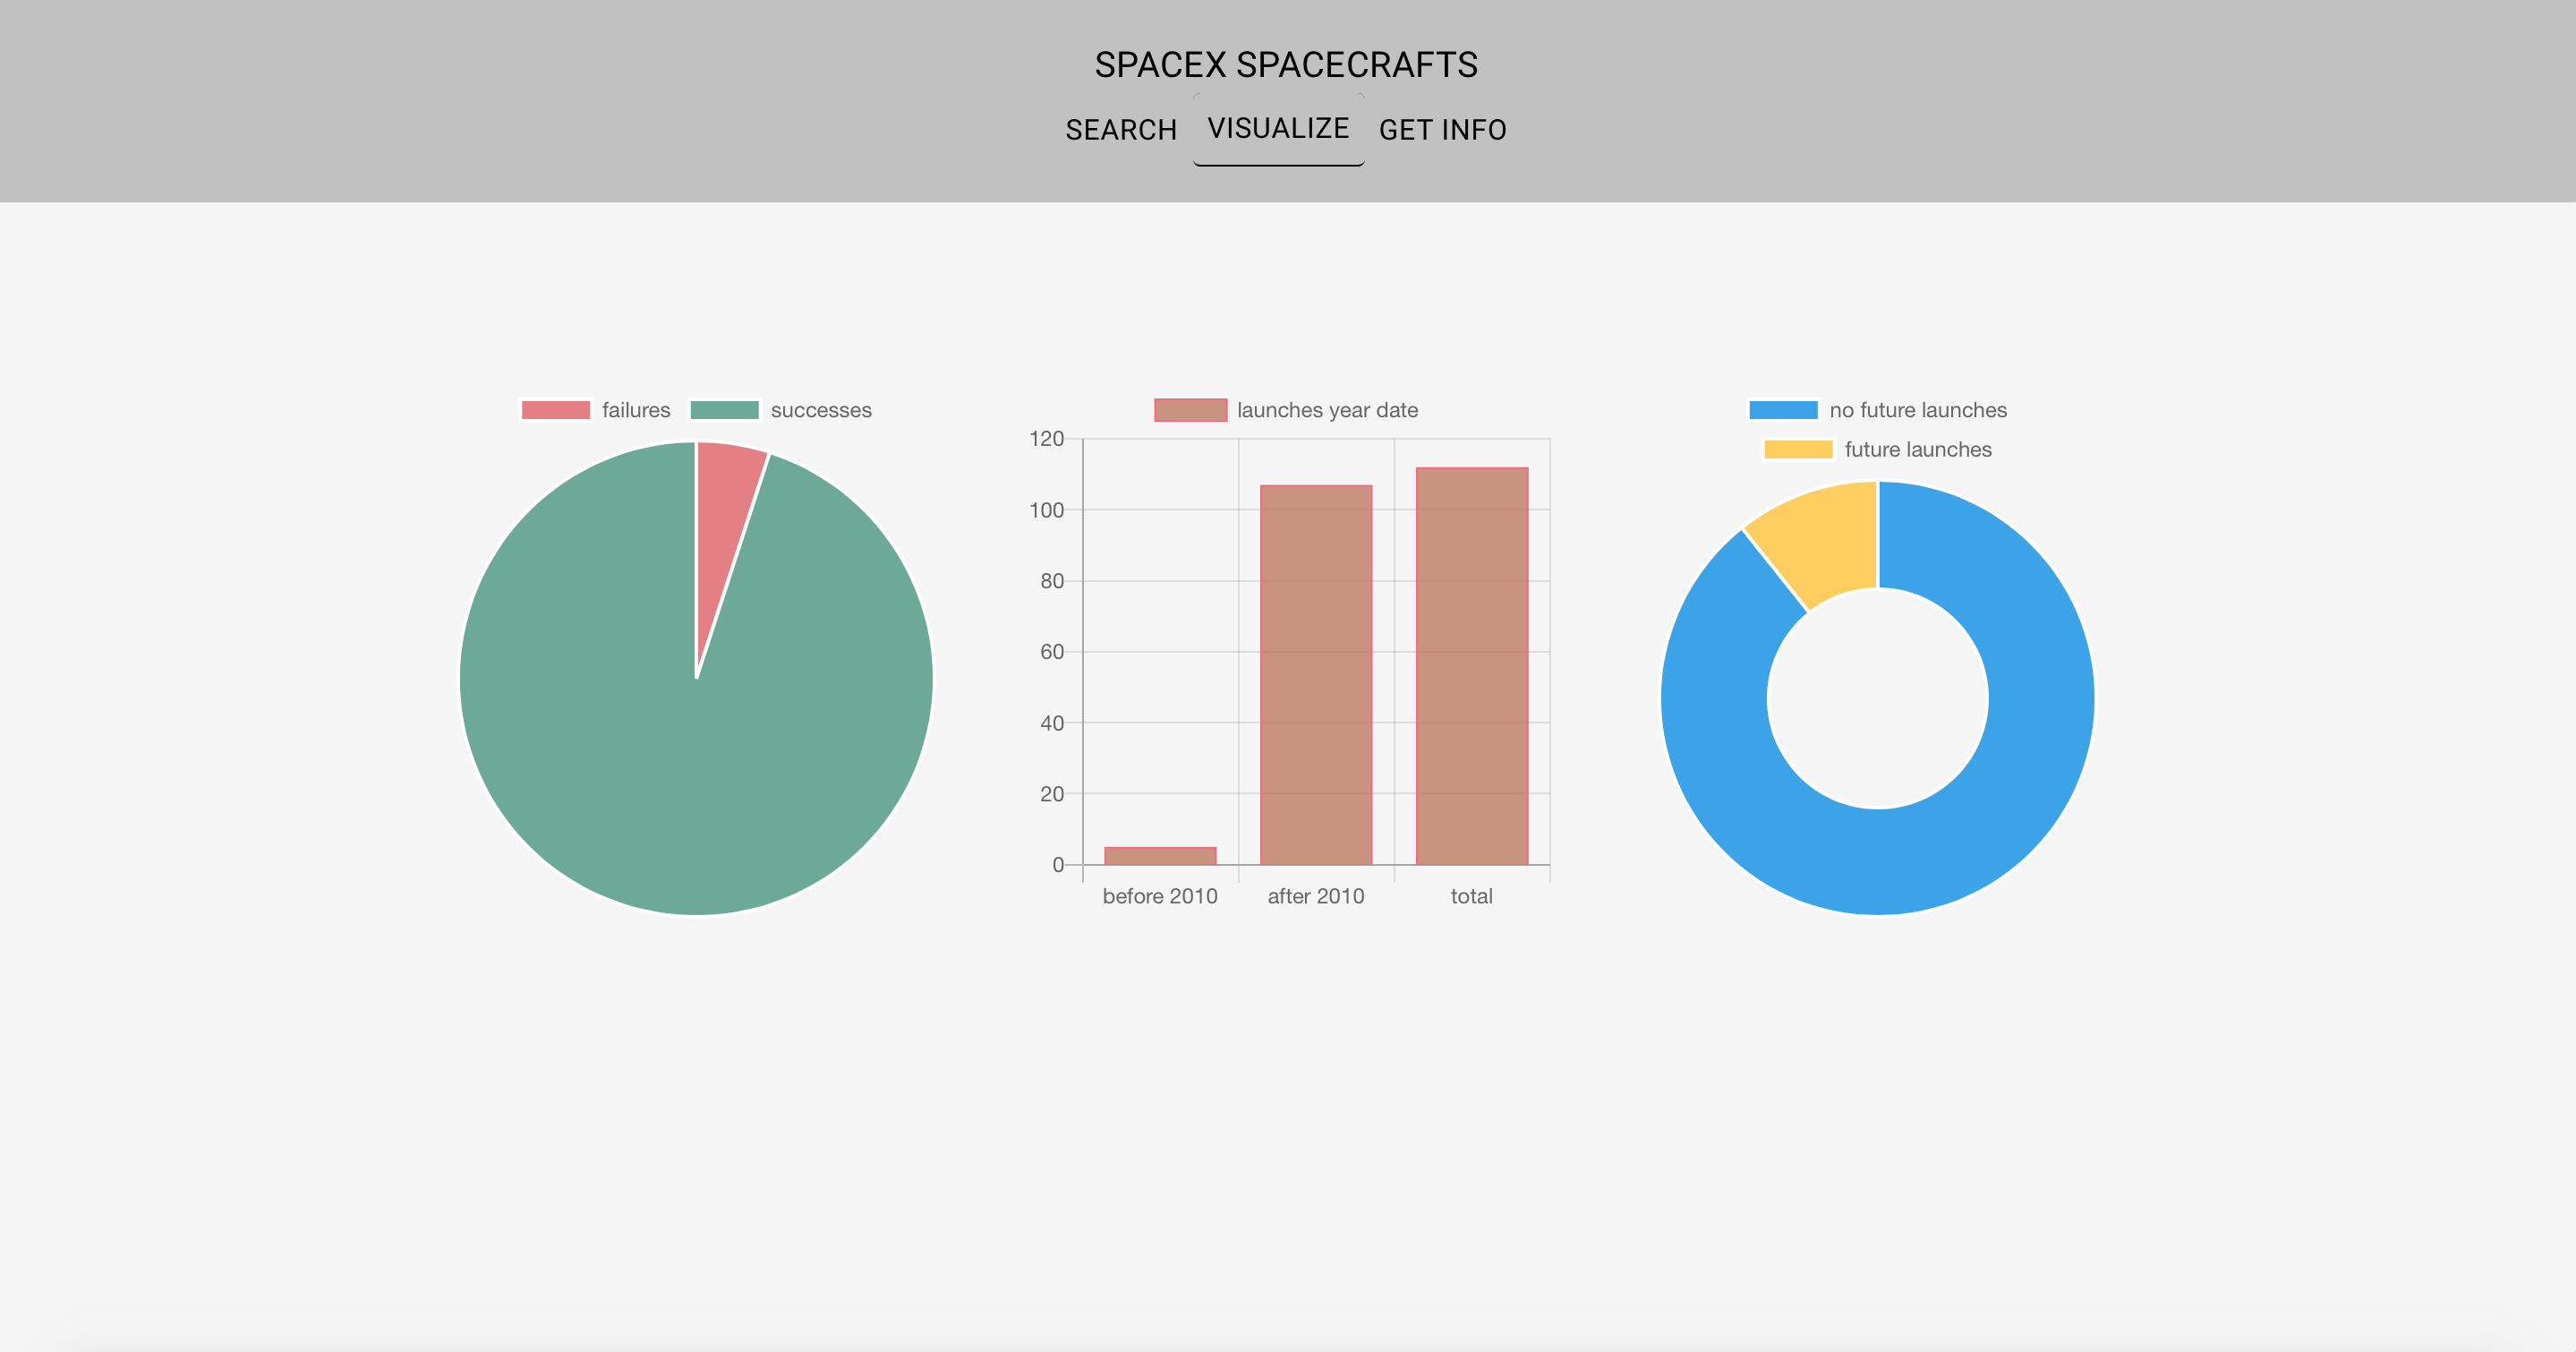 SPACEX SPACECRAFTS
SEARCH VISUALIZE GET INFO
failures successes
launches year date
120
100
80
60
40
20
0
before 2010 after 2010 total
no future launches
future launches